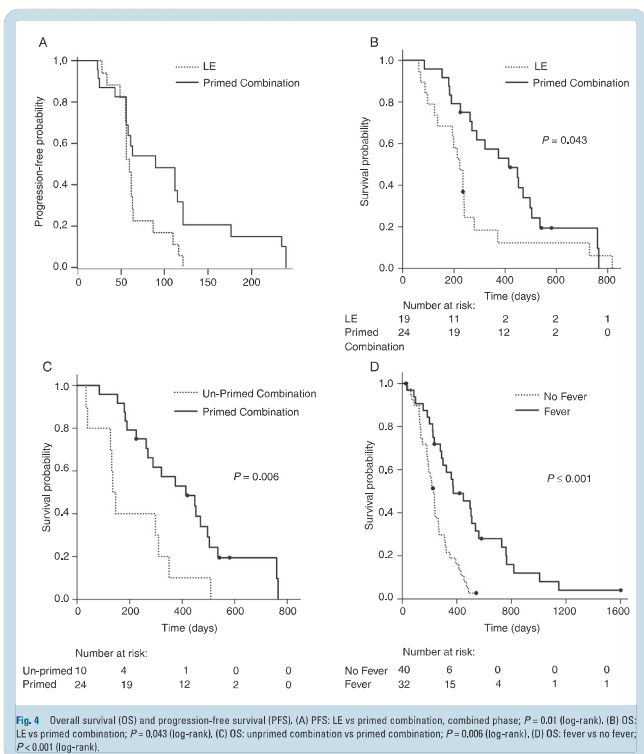 A
1.0
0.8
0.6
0.4
0.2
0.0
Progression-free probability
LE
Primed Combination
0 50 100 150 200
B
1.0
0.8
0.6
0.4
0.2
0.0
Survival probability
LE
Primed Combination
P = 0.043
0 200 400 600 800
Time (days)
Number at risk:
LE 19 11 2 2 1
Primed 24 19 12 2 0
Combination
C
1.0
0.8
0.6
0.4
0.2
0.0
Survival probability
Un-Primed Combination
Primed Combination
P = 0.006
0 200 400 600 800
Time (days)
Number at risk:
Un-primed 10 4 1 0 0
Primed 24 19 12 2 0
D
1.0
0.8
0.6
0.4
0.2
0.0
Survival probability
No Fever
Fever
P ≤ 0.001
0 400 800 1200 1600
Time (days)
Number at risk:
No Fever 40 6 0 0 0
Fever 32 15 4 1 1
Fig. 4 Overall survival (OS) and progression-free survival (PFS). (A) PFS: LE vs primed combination, combined phase; P = 0.01 (log-rank). (B) OS:
LE vs primed combination; P = 0.043 (log-rank). (C) OS: unprimed combination vs primed combination; P = 0.006 (log-rank). (D) OS: fever vs no fever;
P < 0.001 (log-rank).